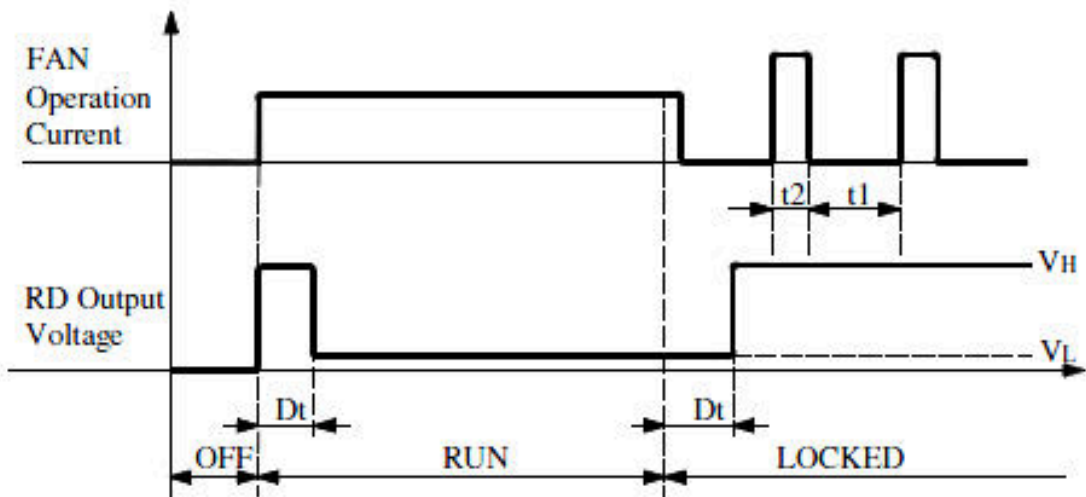 FAN
Operation
Current
t2
t1
VH
RD Output
Voltage
VL
Dt
Dt
OFF
RUN
LOCKED